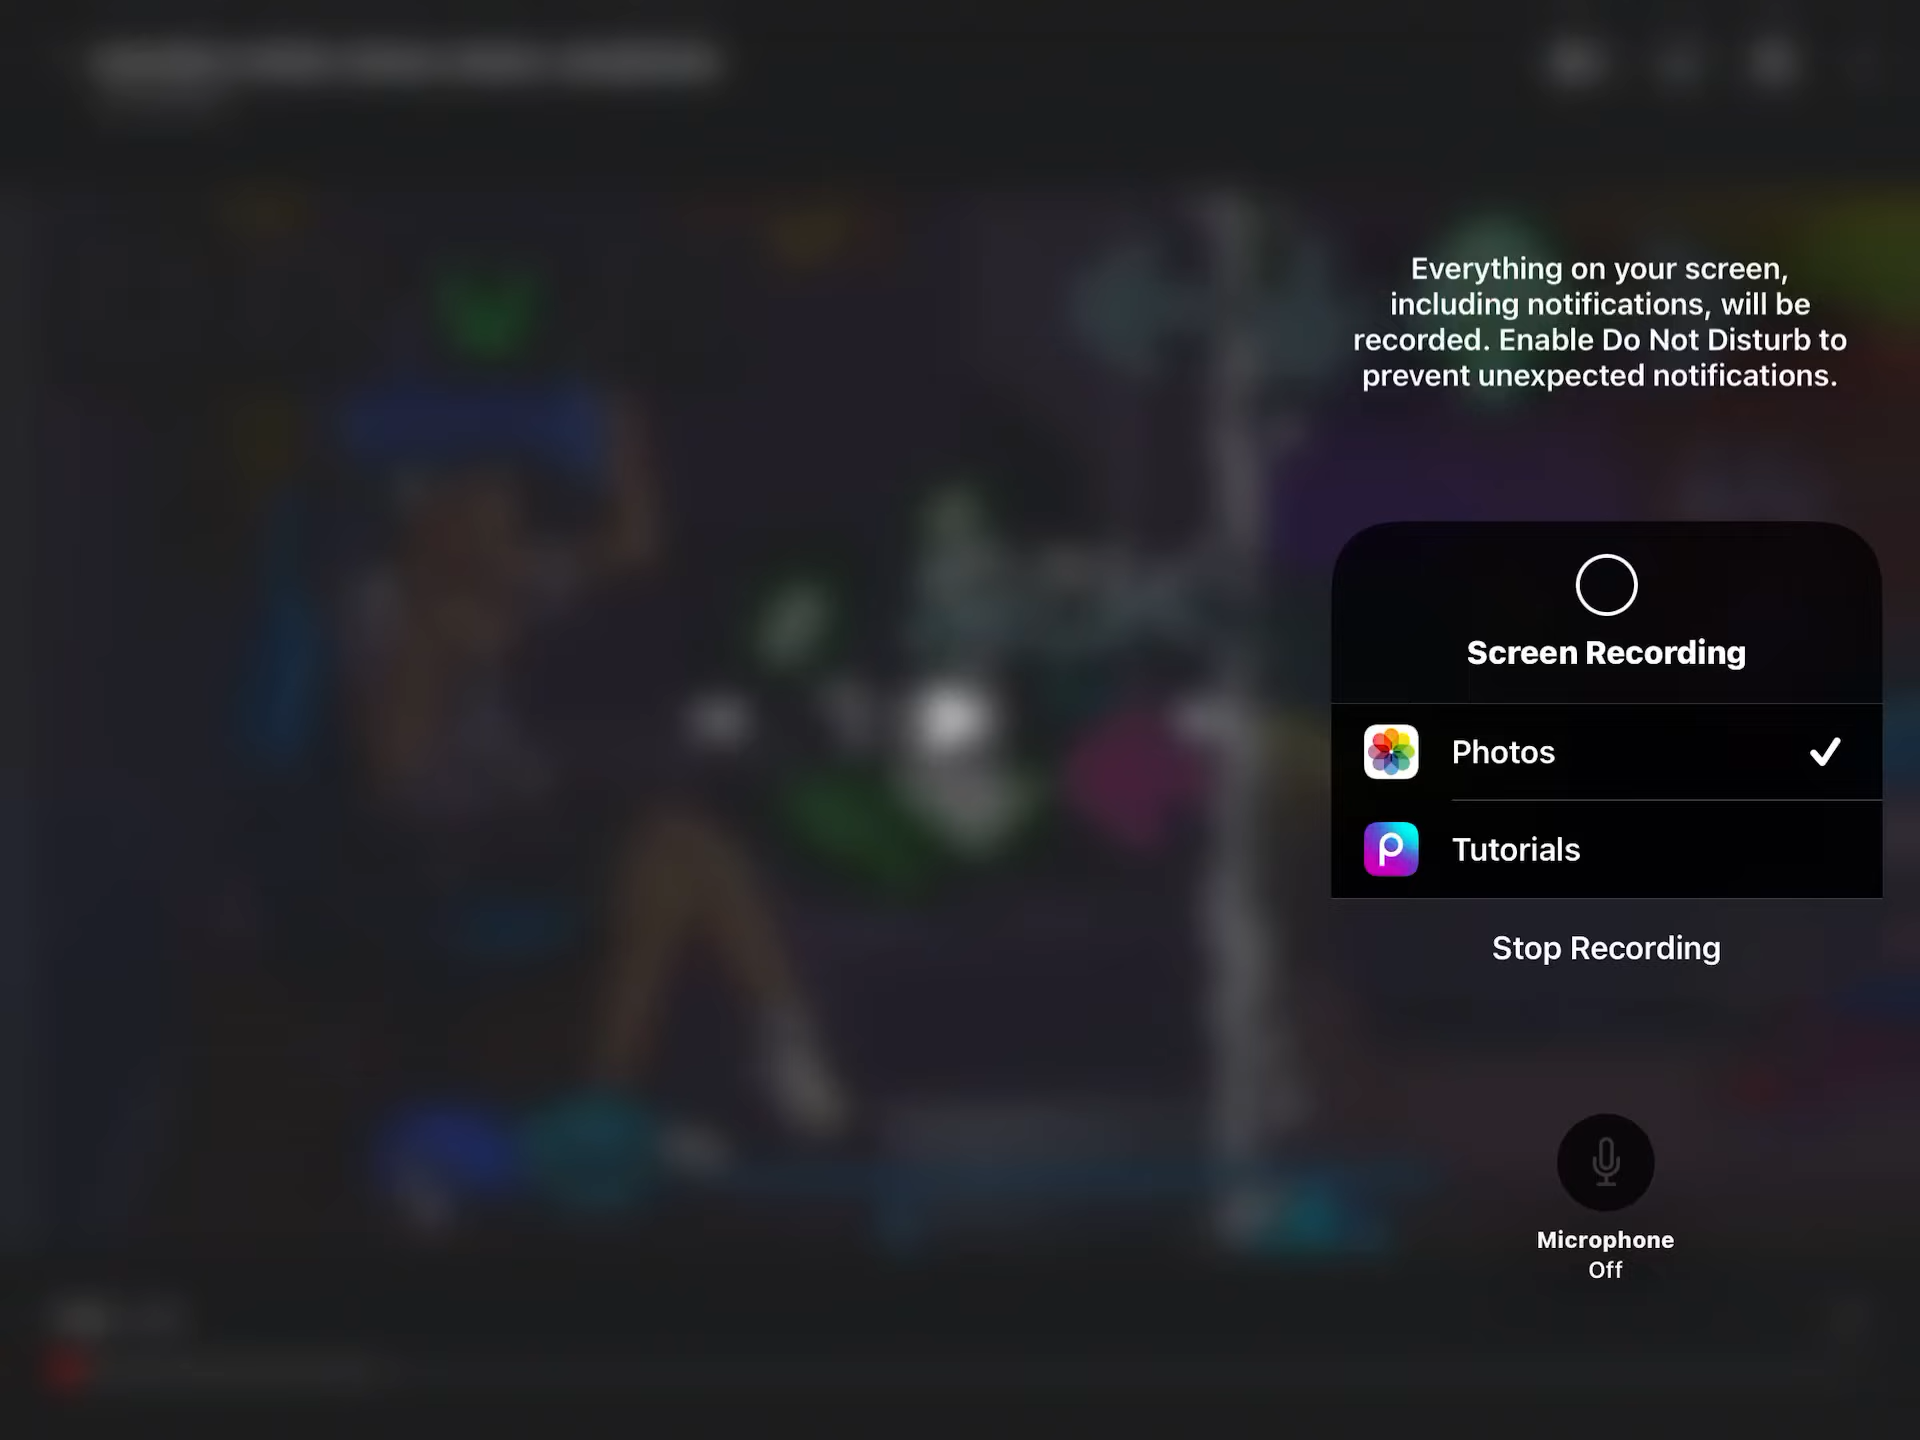 Everything on your screen,
including notifications, will be
recorded. Enable Do Not Disturb to
prevent unexpected notifications.
Screen Recording
Photos
Tutorials
Stop Recording
Microphone
Off